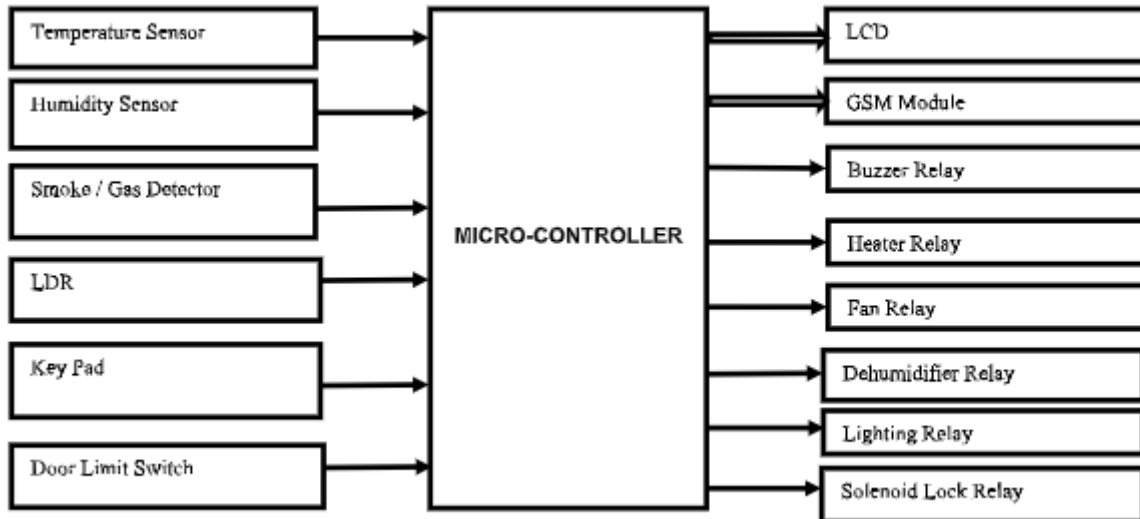 Temperature Sensor
Humidity Sensor
Smoke / Gas Detector
LDR
Key Pad
Door Limit Switch
MICRO-CONTROLLER
LCD
GSM Module
Buzzer Relay
Heater Relay
Fan Relay
Dehumidifier Relay
Lighting Relay
Solenoid Lock Relay